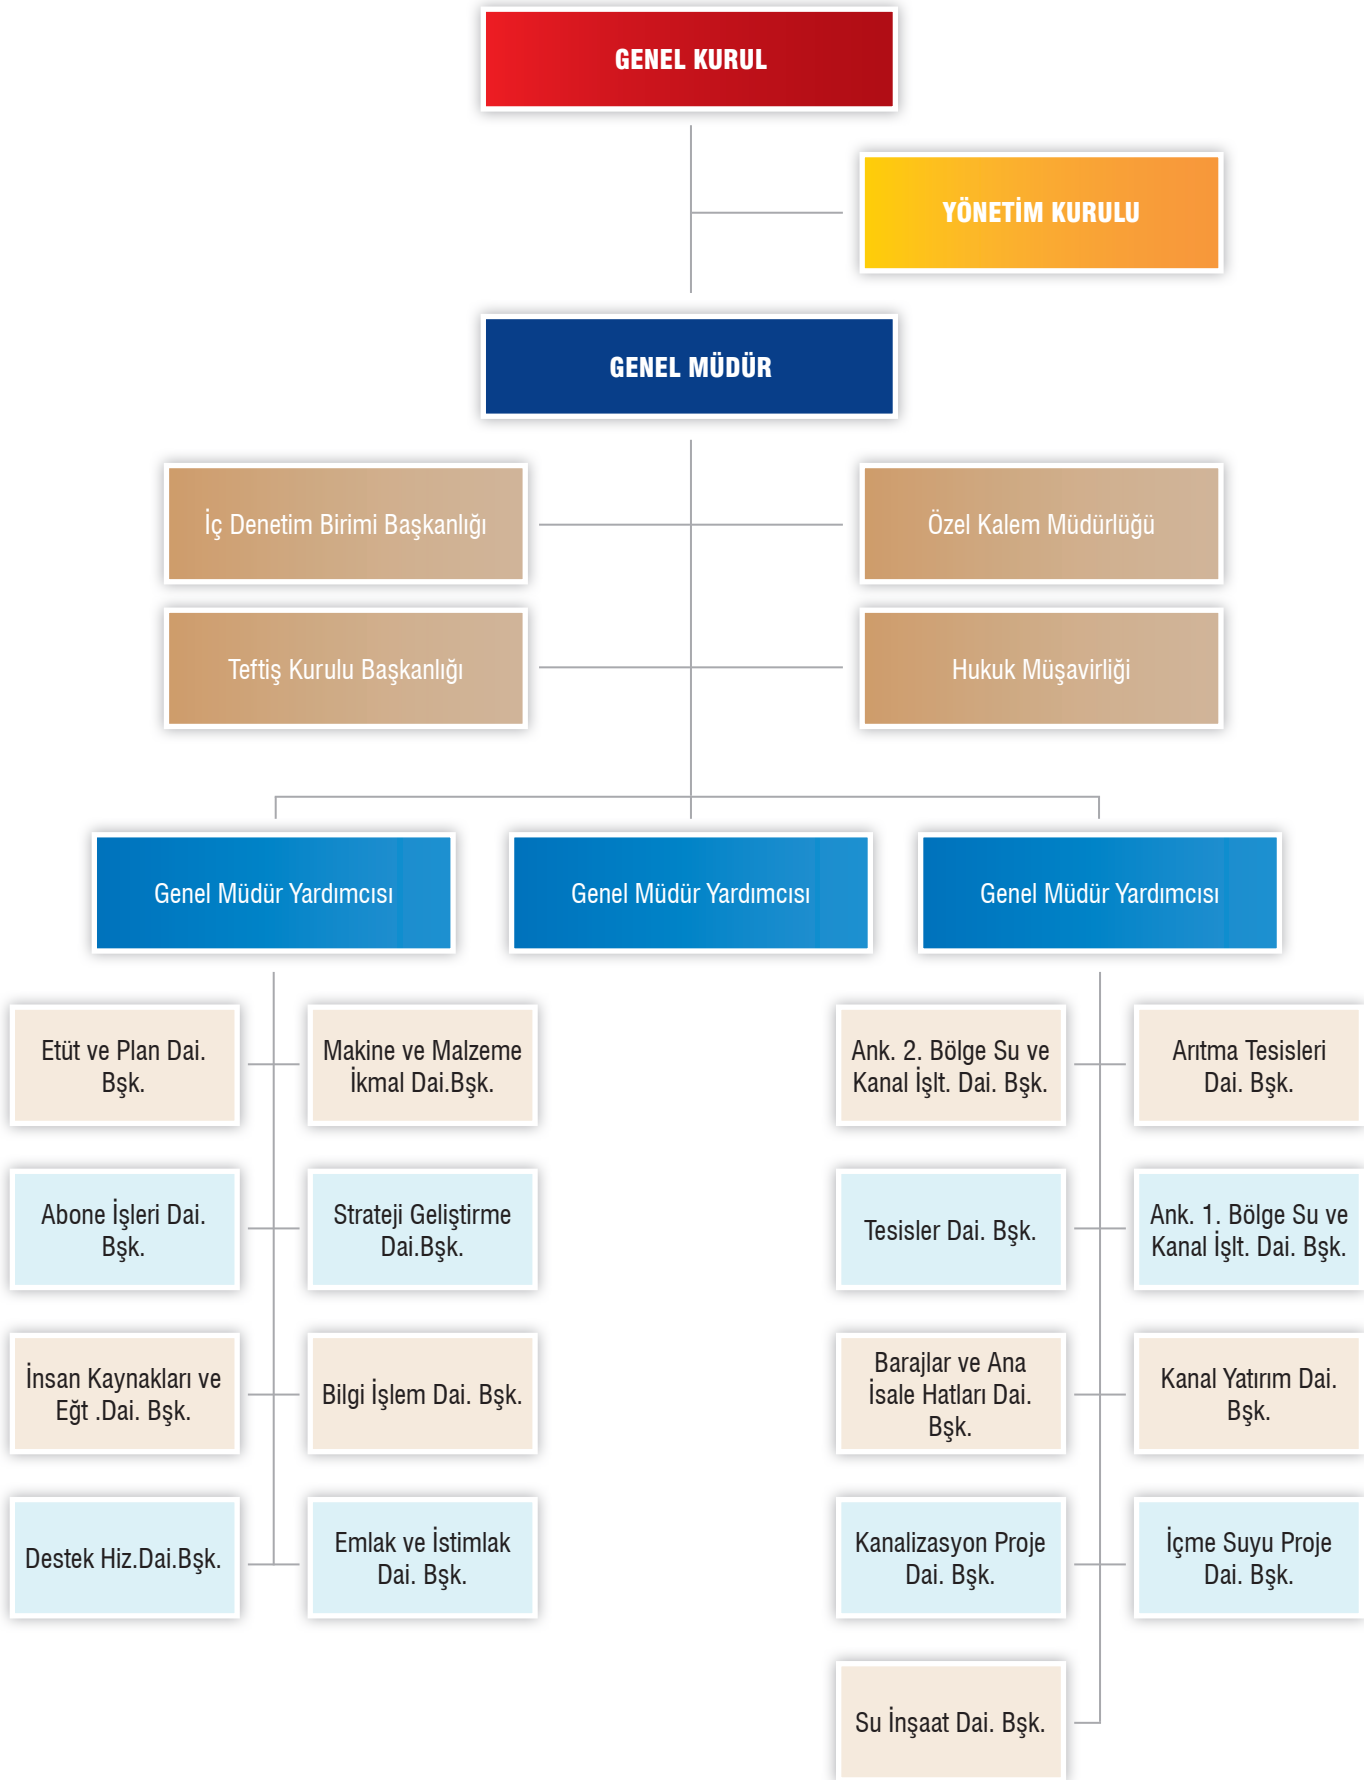 GENEL KURUL
YÖNETİM KURULU
GENEL MÜDÜR
İç Denetim Birimi Başkanlığı
Özel Kalem Müdürlüğü
Teftiş Kurulu Başkanlığı
Hukuk Müşavirliği
Genel Müdür Yardımcısı
Genel Müdür Yardımcısı
Genel Müdür Yardımcısı
Etüt ve Plan Dai.
Bşk.
Makine ve Malzeme
İkmal Dai.Bşk.
Ank. 2. Bölge Su ve
Kanal İşlt. Dai. Bşk.
Arıtma Tesisleri
Dai. Bşk.
Abone İşleri Dai.
Bşk.
Strateji Geliştirme
Dai.Bşk.
Tesisler Dai. Bşk.
Ank. 1. Bölge Su ve
Kanal İşlt. Dai. Bşk.
İnsan Kaynakları ve
Eğt .Dai. Bşk.
Bilgi İşlem Dai. Bşk.
Barajlar ve Ana
İsale Hatları Dai.
Bşk.
Kanal Yatırım Dai.
Bşk.
Destek Hiz.Dai.Bşk.
Emlak ve İstimlak
Dai. Bşk.
Kanalizasyon Proje
Dai. Bşk.
İçme Suyu Proje
Dai. Bşk.
Su İnşaat Dai. Bşk.